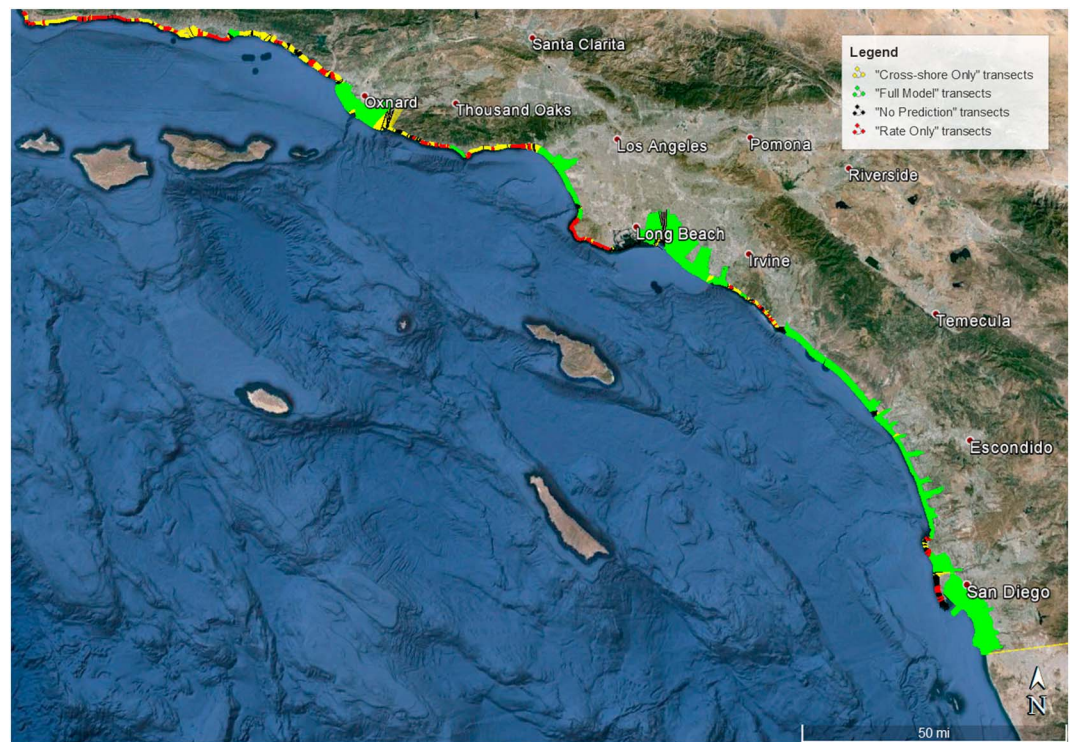 Santa Clarita
Legend
"Cross-shore Only" transects
"Full Model" transects
"No Prediction" transects
"Rate Only" transects
Oxnard
Thousand Oaks
Los Angeles
Pomona
Riverside
Long Beach
Irvine
Temecula
Escondido
San Diego
N
50 mi